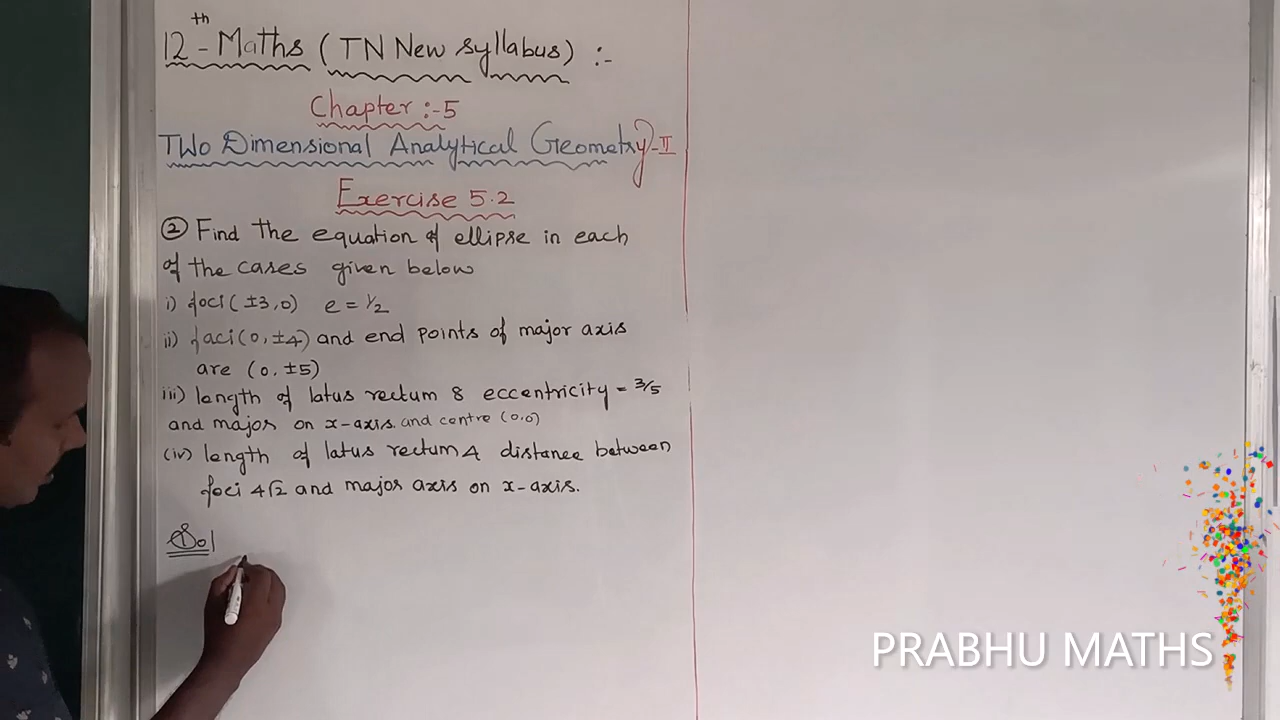 12th - Maths (TN New syllabus) :-
Chapter :- 5
TWO Dimensional Analytical Geometry - II
Exercise 5.2
② Find the equation of ellipse in each
of the cases given below
i) foci (±3,0) e = 1/2
ii) faci (0, ±4) and end points of major axis
are (0, ±5)
iii) length of latus rectum 8 eccentricity = 3/5
and major on x-axis. and centre (0,0)
(iv) length of latus rectum 4 distance between
foci 4√2 and major axis on x-axis.
Sol
PRABHU MATHS